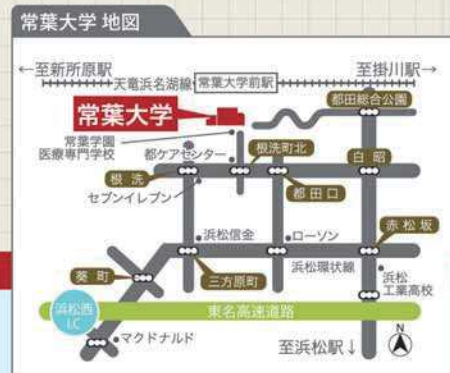 常葉大学 地図
←至新所原駅
至掛川駅→
天竜浜名湖線
常葉大学前駅
都田総合公園
常葉大学
常葉学園
医療専門学校
都ケアセンター
根洗町北
白昭
根洗
セブンイレブン
都田口
赤松坂
浜松信金
ローソン
葵町
三方原町
浜松環状線
浜松
工業高校
浜松西
I.C
東名高速道路
マクドナルド
至浜松駅↓
N